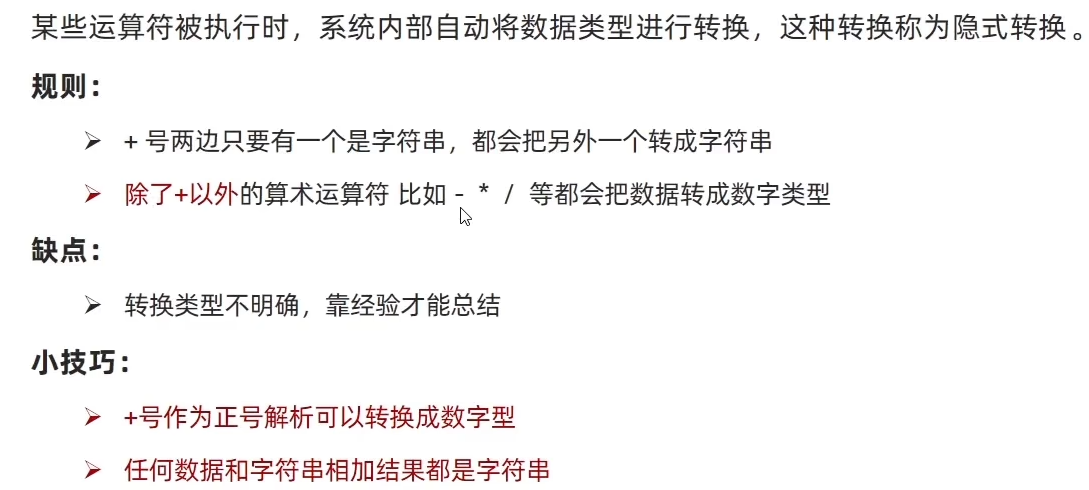 某些运算符被执行时，系统内部自动将数据类型进行转换，这种转换称为隐式转换。
规则：
➢ + 号两边只要有一个是字符串，都会把另外一个转成字符串
➢ 除了+以外的算术运算符 比如 - * / 等都会把数据转成数字类型
缺点：
➢ 转换类型不明确，靠经验才能总结
小技巧：
➢ +号作为正号解析可以转换成数字型
➢ 任何数据和字符串相加结果都是字符串